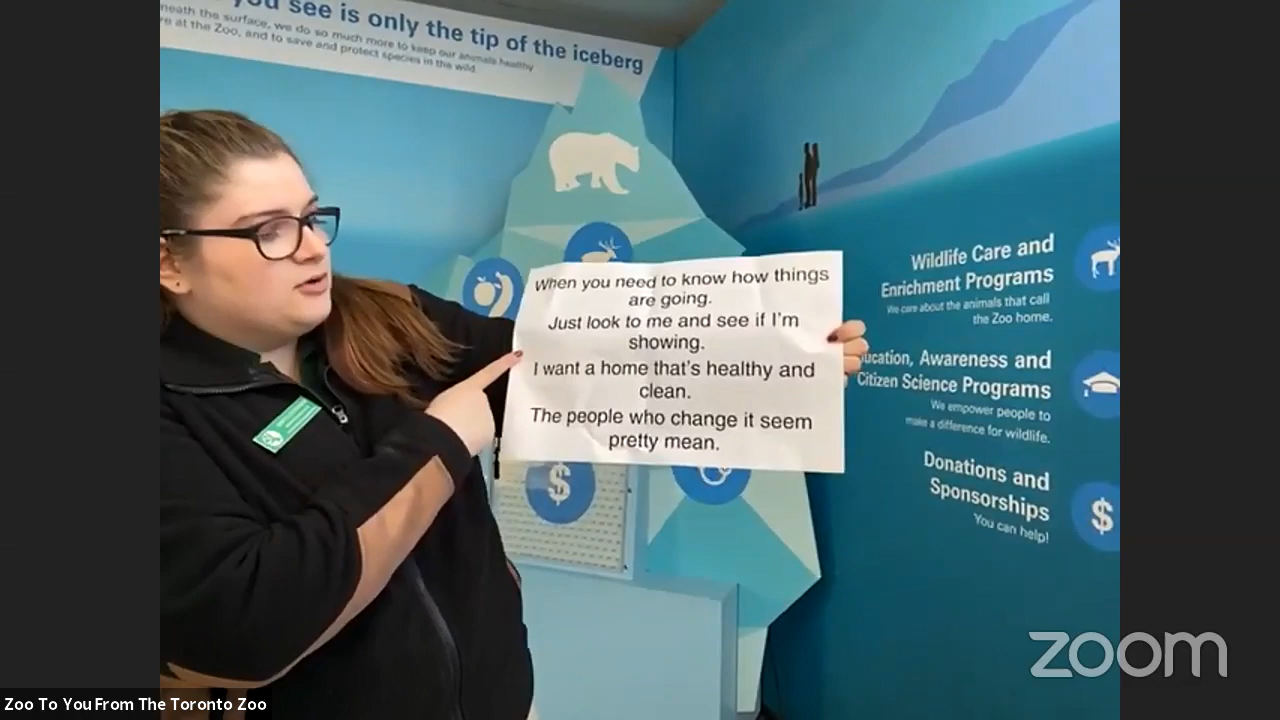 you see is only the tip of the iceberg
neath the surface, we do so much more to keep our animals healthy
re at the Zoo, and to save and protect species in the wild.
When you need to know how things
are going.
Just look to me and see if I'm
showing.
I want a home that's healthy and
clean.
The people who change it seem
pretty mean.
Wildlife Care and
Enrichment Programs
We care about the animals that call
the Zoo home.
ucation, Awareness and
Citizen Science Programs
We empower people to
make a difference for wildlife.
Donations and
Sponsorships
You can help!
$
$
zoom
Zoo To You From The Toronto Zoo